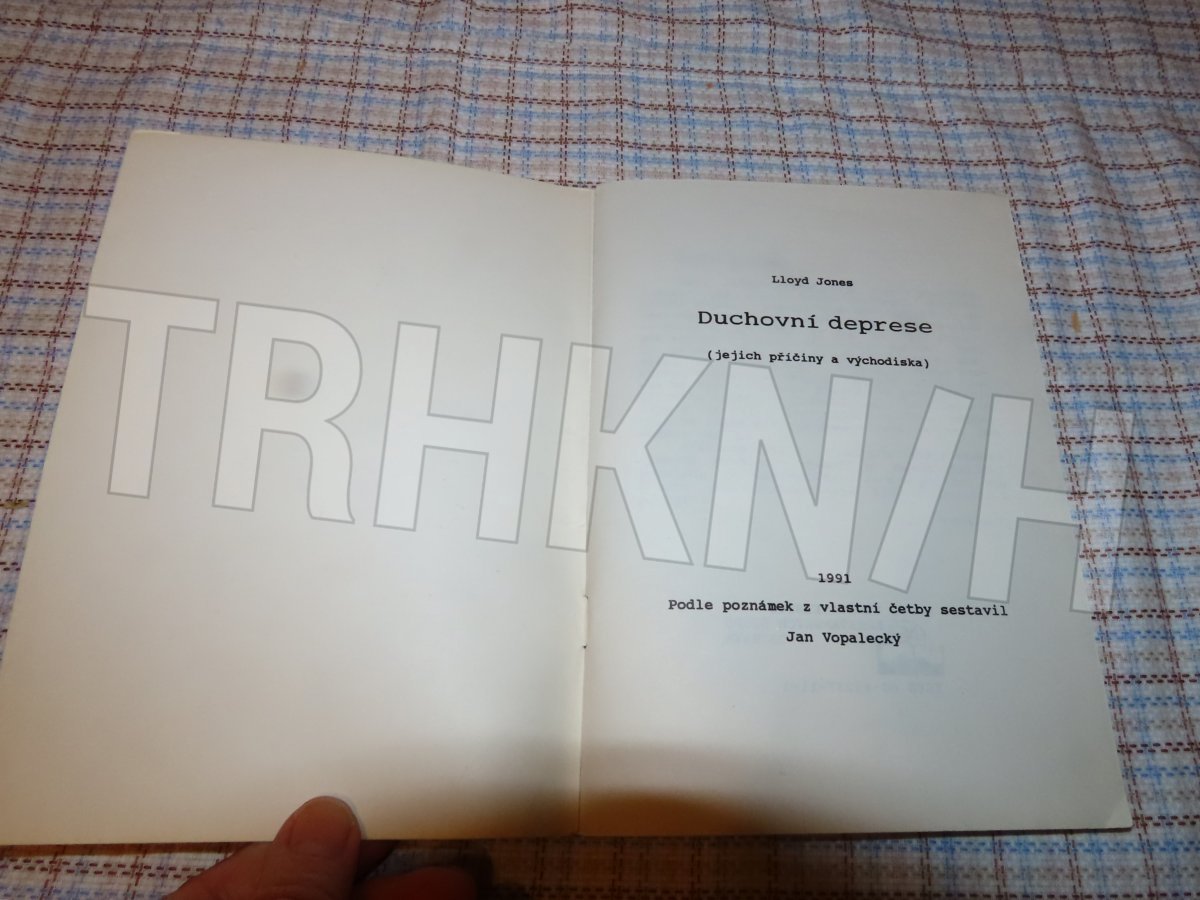 Lloyd Jones
Duchovní deprese
(jejich příčiny a východiska)
TRHKNIH
1991
Podle poznámek z vlastní četby sestavil
Jan Vopalecký